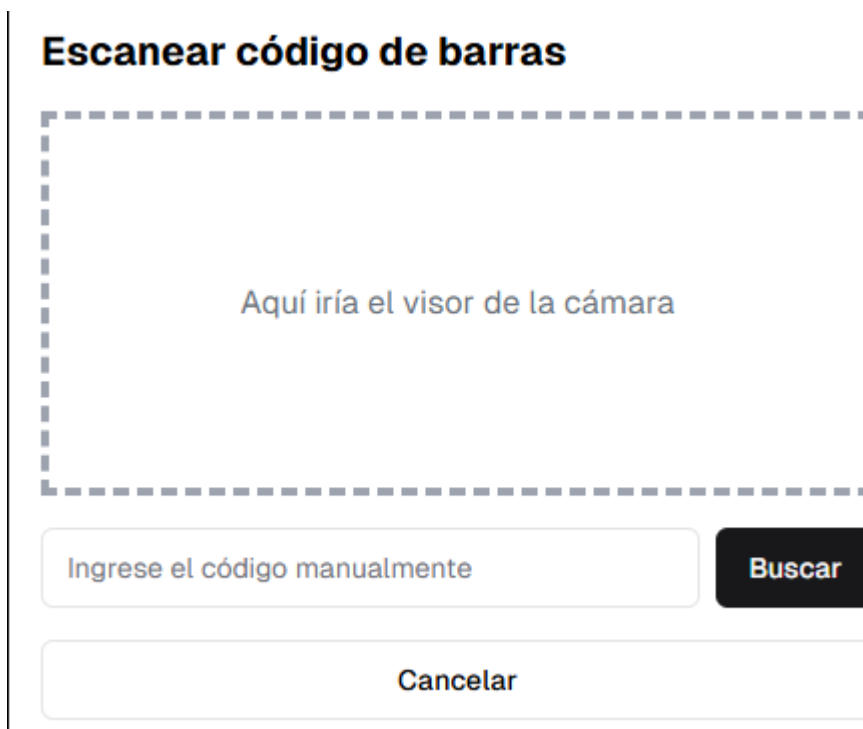 Escanear código de barras
Aquí iría el visor de la cámara
Ingrese el código manualmente
Buscar
Cancelar